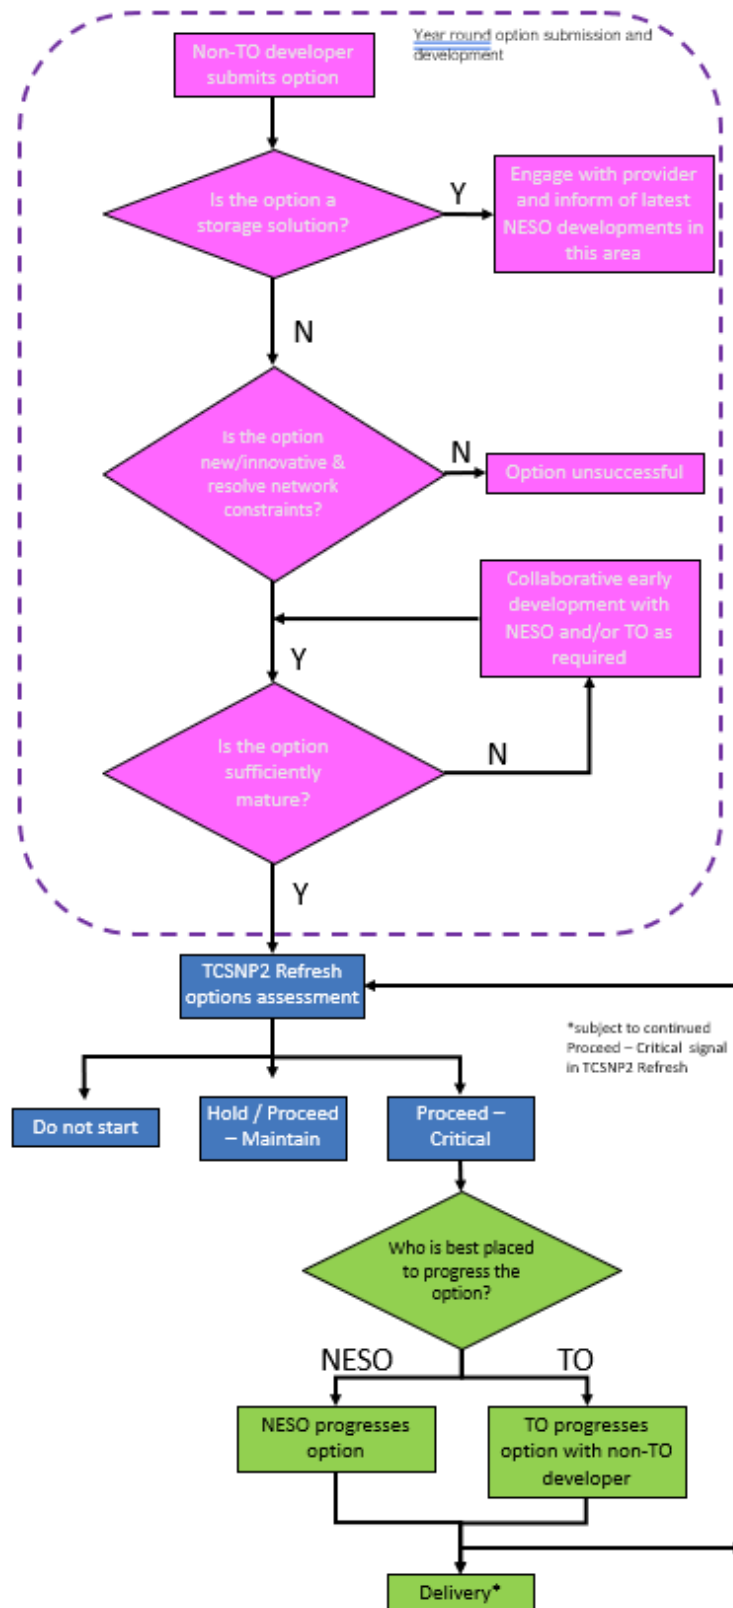 Non-TO developer
submits option
Year round option submission and
development
Is the option a
storage solution?
Y
Engage with provider
and inform of latest
NESO developments in
this area
N
Is the option
new/innovative &
resolve network
constraints?
N
Option unsuccessful
Collaborative early
development with
NESO and/or TO as
required
Y
Is the option
sufficiently
mature?
N
Y
TCSNP2 Refresh
options assessment
*subject to continued
Proceed – Critical signal
in TCSNP2 Refresh
Do not start
Hold / Proceed
– Maintain
Proceed –
Critical
Who is best placed
to progress the
option?
NESO
TO
NESO progresses
option
TO progresses
option with non-TO
developer
Delivery*